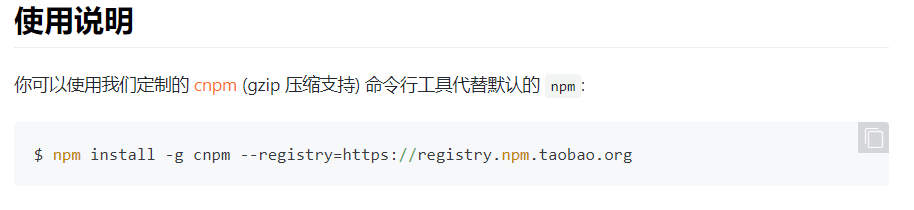 使用说明
你可以使用我们定制的 cnpm (gzip 压缩支持) 命令行工具代替默认的 npm:
$ npm install -g cnpm --registry=https://registry.npm.taobao.org